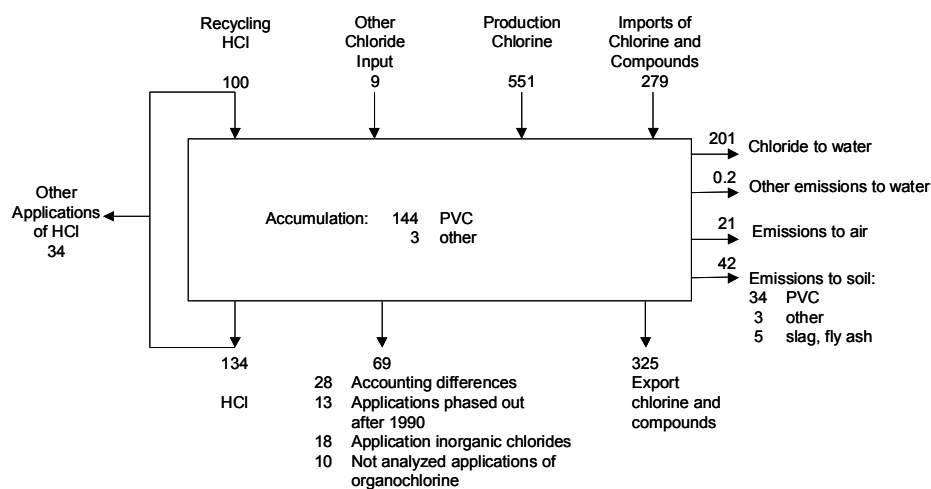 Recycling
HCl
100
Other
Chloride
Input
9
Production
Chlorine
551
Imports of
Chlorine and
Compounds
279
201 Chloride to water
0.2 Other emissions to water
21 Emissions to air
42 Emissions to soil:
34 PVC
3 other
5 slag, fly ash
Other
Applications
of HCl
34
Accumulation: 144 PVC
3 other
134
HCl
69
28 Accounting differences
13 Applications phased out
after 1990
18 Application inorganic chlorides
10 Not analyzed applications of
organochlorine
325
Export
chlorine and
compounds